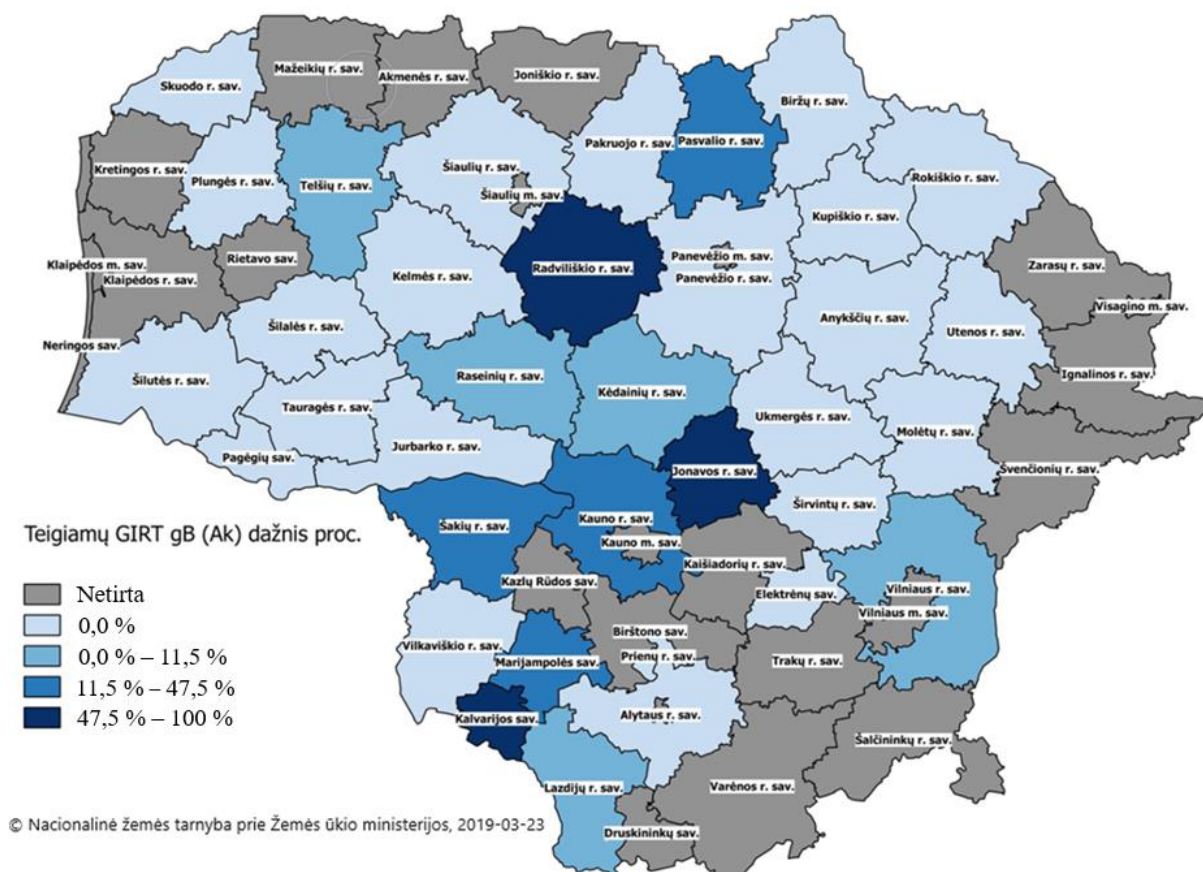 Mažeikių r. sav.
Akmenės r. sav.
Joniškio r. sav.
Skuodo r. sav.
Biržų r. sav.
Pakruojo r. sav.
Pasvalio r. sav.
Kretingos r. sav.
Plungės r. sav.
Telšių r. sav.
Šiaulių r. sav.
Šiaulių m. sav.
Rokiškio r. sav.
Kupiškio r. sav.
Klaipėdos m. sav.
Klaipėdos r. sav.
Rietavo sav.
Kelmės r. sav.
Radviliškio r. sav.
Panevėžio m. sav.
Panevėžio r. sav.
Zarasų r. sav.
Visagino m. sav.
Anykščių r. sav.
Utenos r. sav.
Neringos sav.
Šilalės r. sav.
Šilutės r. sav.
Raseinių r. sav.
Kėdainių r. sav.
Ignalinos r. sav.
Tauragės r. sav.
Ukmergės r. sav.
Molėtų r. sav.
Pagėgių sav.
Jurbarko r. sav.
Jonavos r. sav.
Švenčionių r. sav.
Širvintų r. sav.
Šakių r. sav.
Kauno r. sav.
Kauno m. sav.
Kaišiadorių r. sav.
Kazlų Rūdos sav.
Elektrėnų sav.
Vilniaus r. sav.
Vilniaus m. sav.
Birštono sav.
Prienų r. sav.
Vilkaviškio r. sav.
Marijampolės sav.
Trakų r. sav.
Kalvarijos sav.
Alytaus r. sav.
Šalčininkų r. sav.
Lazdijų r. sav.
Varėnos r. sav.
Druskininkų sav.
Teigiamų GIRT gB (Ak) dažnis proc.
Netirta
0,0 %
0,0 % – 11,5 %
11,5 % – 47,5 %
47,5 % – 100 %
© Nacionalinė žemės tarnyba prie Žemės ūkio ministerijos, 2019-03-23